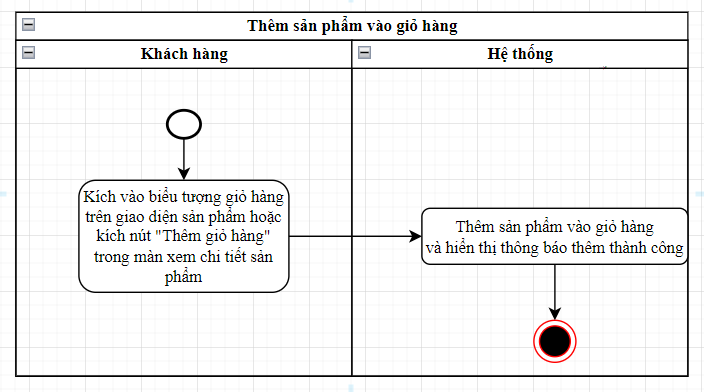 Thêm sản phẩm vào giỏ hàng
Khách hàng
Hệ thống
Kích vào biểu tượng giỏ hàng
trên giao diện sản phẩm hoặc
kích nút "Thêm giỏ hàng"
trong màn xem chi tiết sản
phẩm
Thêm sản phẩm vào giỏ hàng
và hiển thị thông báo thêm thành công